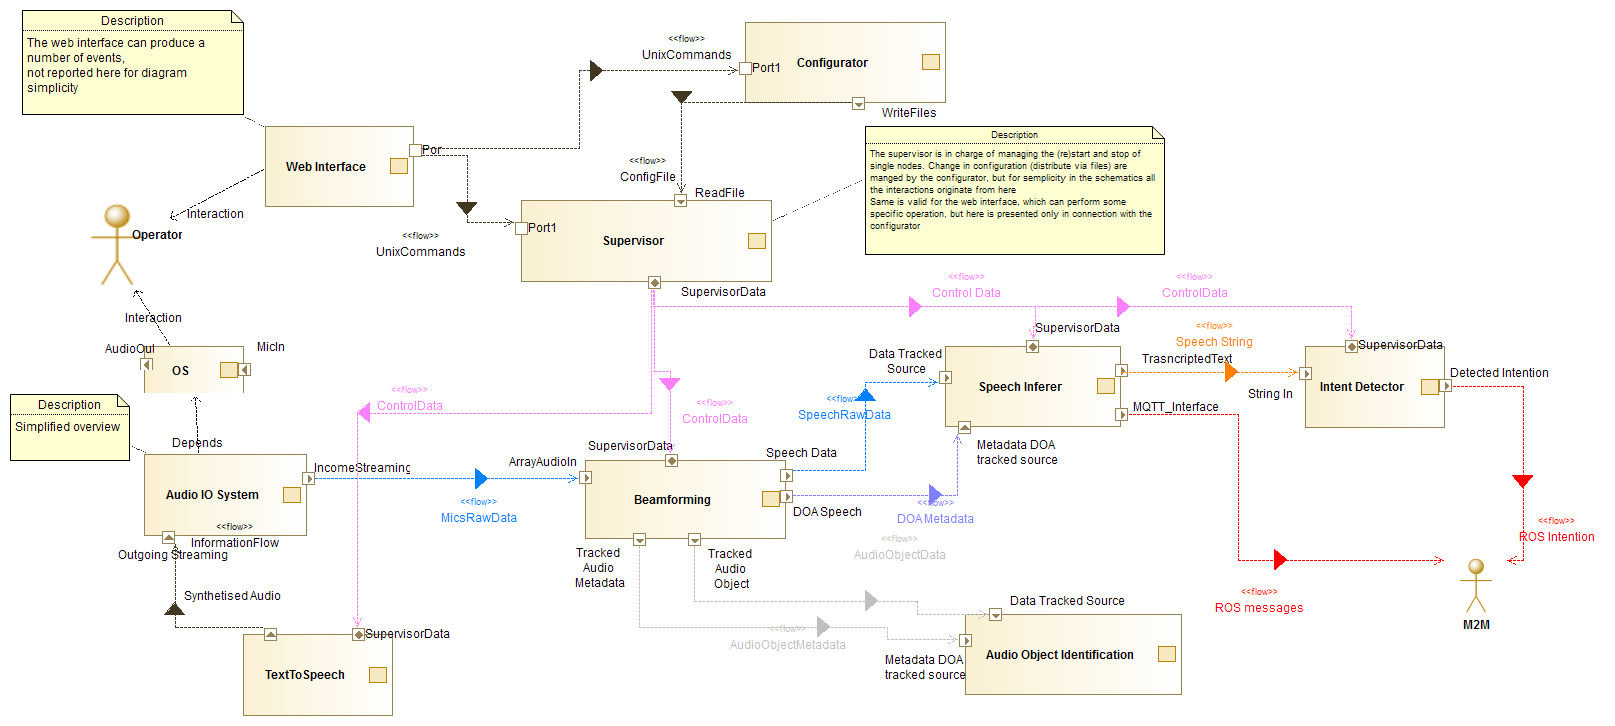 Description
The web interface can produce a
number of events,
not reported here for diagram
simplicity
<<flow>>
UnixCommands
Port1
Configurator
WriteFiles
Web Interface
Por
<<flow>>
ConfigFile
ReadFile
Description
The supervisor is in charge of managing the (re)start and stop of
single nodes. Change in configuration (distribute via files) are
manged by the configurator, but for semplicity in the schematics all
the interactions originate from here
Same is valid for the web interface, which can perform some
specific operation, but here is presented only in connection with the
configurator
Interaction
Operator
<<flow>>
UnixCommands
Port1
Supervisor
SupervisorData
<<flow>>
Control Data
<<flow>>
ControlData
Interaction
AudioOut
MicIn
OS
SupervisorData
<<flow>>
Speech String
SupervisorData
Data Tracked
Source
Speech Inferer
TrasncriptedText
String In
Intent Detector
Detected Intention
Description
Simplified overview
<<flow>>
ControlData
<<flow>>
ControlData
<<flow>>
SpeechRawData
MQTT_Interface
Metadata DOA
tracked source
Depends
SupervisorData
Speech Data
IncomeStreaming
ArrayAudioIn
Audio IO System
<<flow>>
MicsRawData
Beamforming
DOA Speech
<<flow>>
DOA Metadata
<<flow>>
InformationFlow
Outgoing Streaming
<<flow>>
AudioObjectData
<<flow>>
ROS Intention
Tracked
Audio
Metadata
Tracked
Audio
Object
Synthetised Audio
Data Tracked Source
<<flow>>
ROS messages
M2M
SupervisorData
<<flow>>
AudioObjectMetadata
Metadata DOA
tracked source
Audio Object Identification
TextToSpeech